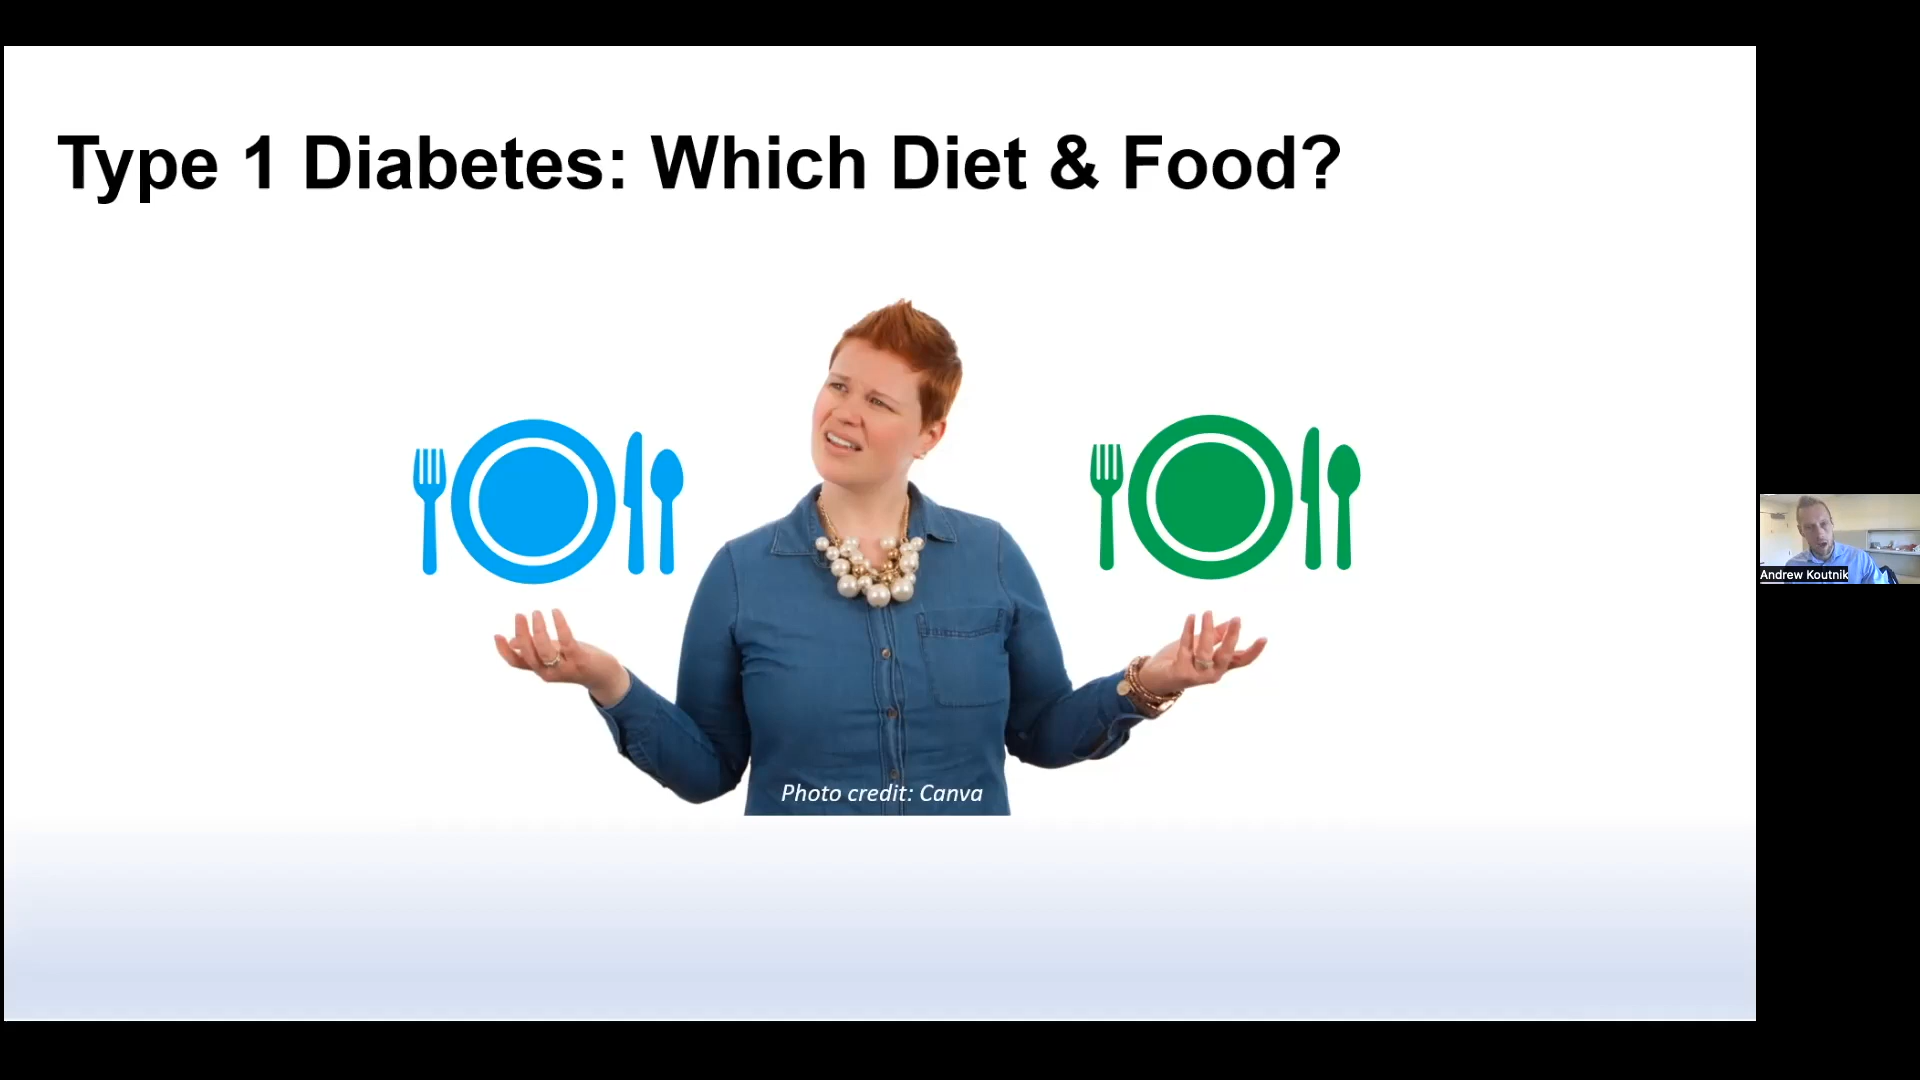 Type 1 Diabetes: Which Diet & Food?
Photo credit: Canva
Andrew Koutnik